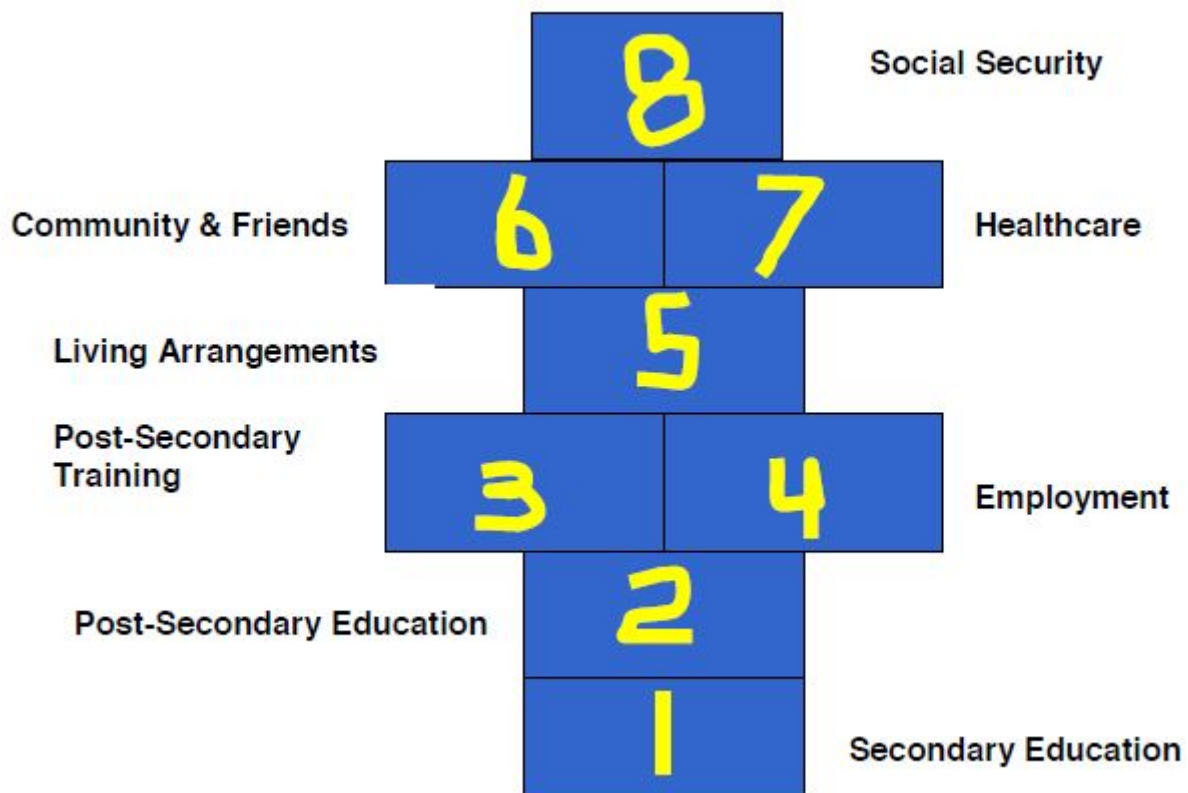 8
Social Security
Community & Friends
6
7
Healthcare
5
Living Arrangements
Post-Secondary
Training
3
4
Employment
2
Post-Secondary Education
1
Secondary Education